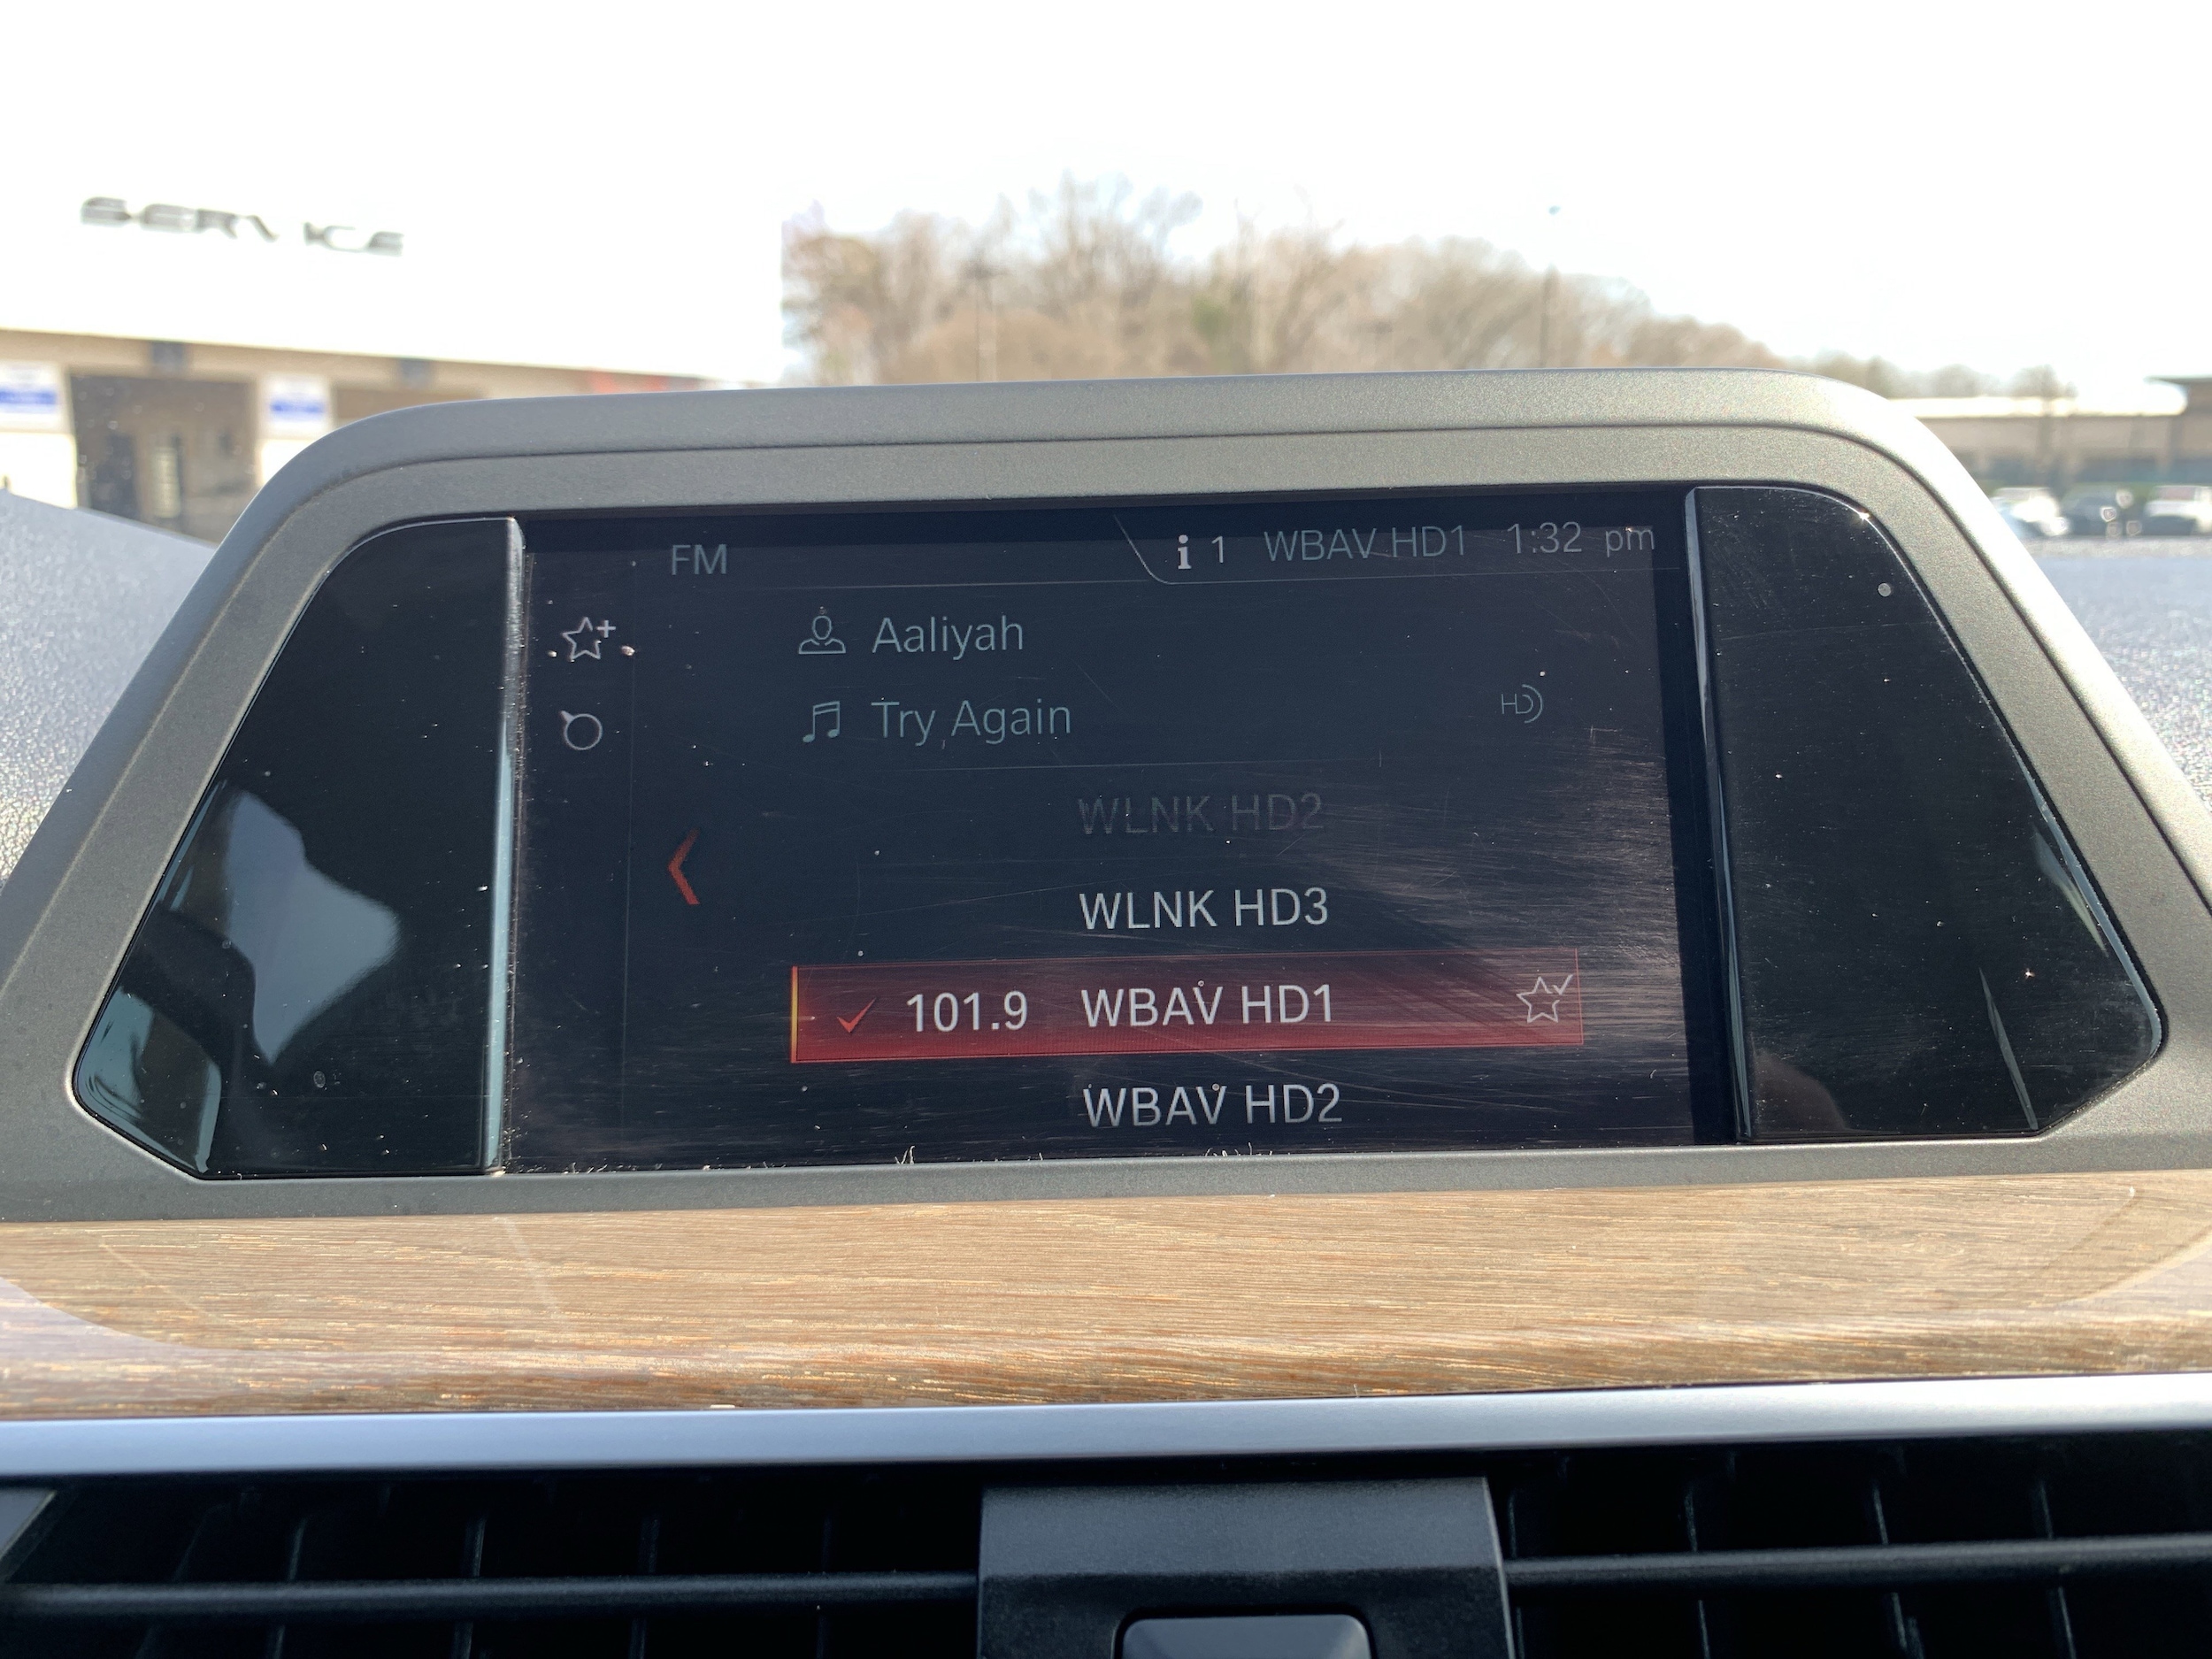 SERVICE
FM
i 1 WBAV HD1 1:32 pm
Aaliyah
Try Again
HD
WLNK HD2
WLNK HD3
101.9 WBAV HD1
WBAV HD2